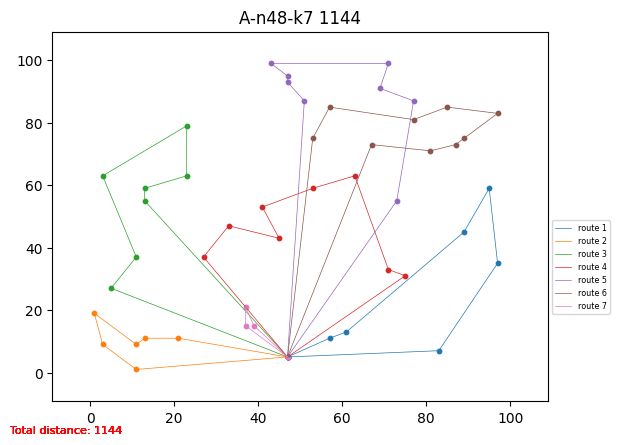 A-n48-k7 1144
100
80
60
40
20
0
0 20 40 60 80 100
route 1
route 2
route 3
route 4
route 5
route 6
route 7
Total distance: 1144